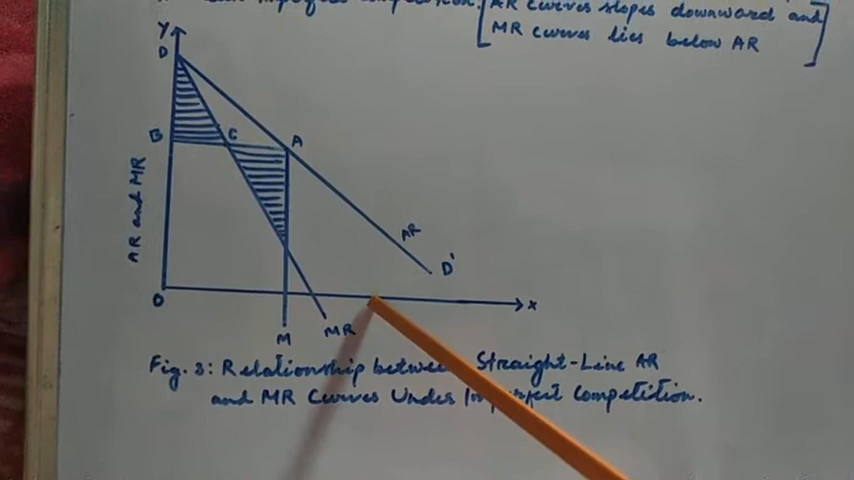 [AR curves slopes downward and
MR curves lies below AR]
Y
D
B
C
A
AR and MR
AR
D'
O
X
M
MR
Fig. 3: Relationship between Straight-Line AR
and MR Curves Under Imperfect Competition.